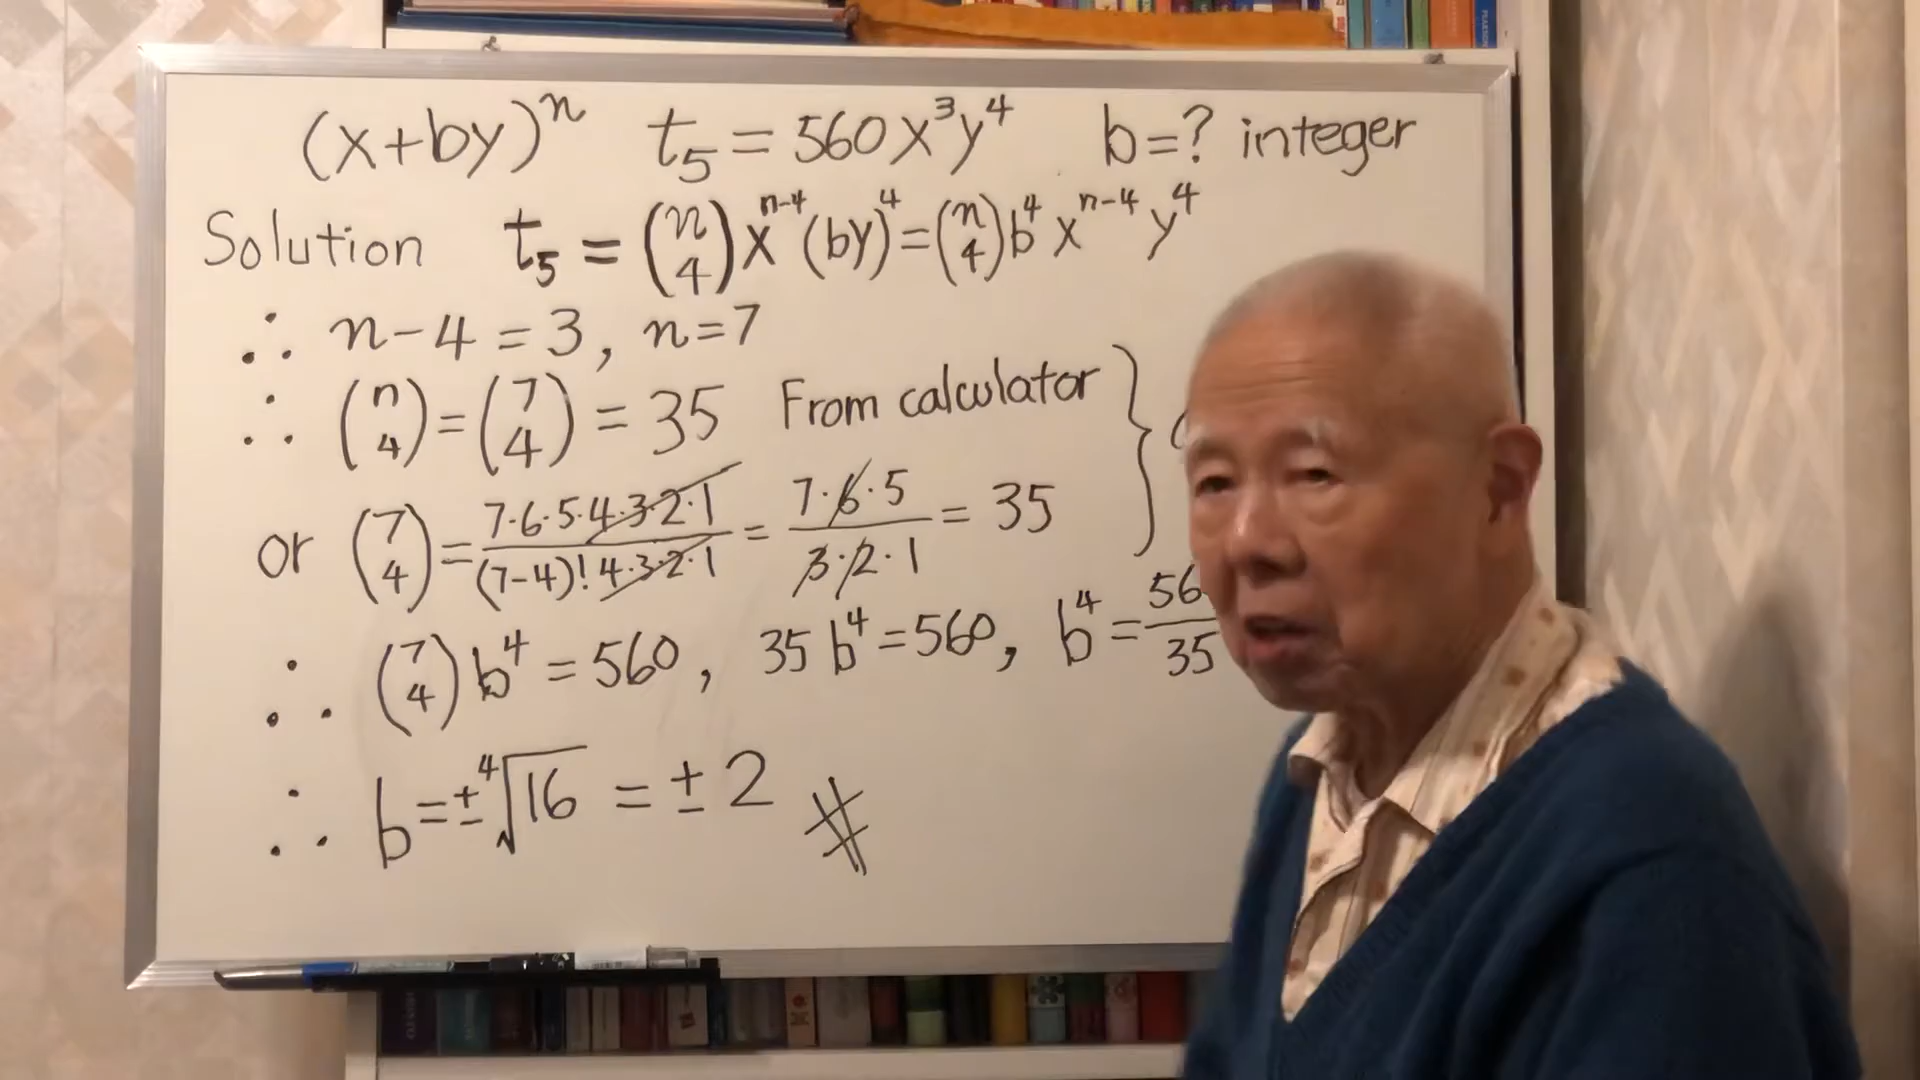 (x+by)^n t_5 = 560x^3y^4 b=? integer
Solution t_5 = (n 4) x^{n-4} (by)^4 = (n 4) b^4 x^{n-4} y^4
∴ n-4 = 3, n=7
∴ (n 4) = (7 4) = 35 From calculator }
or (7 4) = 7·6·5·4·3·2·1 / (7-4)! 4·3·2·1 = 7·6·5 / 3·2·1 = 35
∴ (7 4) b^4 = 560, 35 b^4 = 560, b^4 = 56 / 35
∴ b = ± ∜16 = ± 2 #